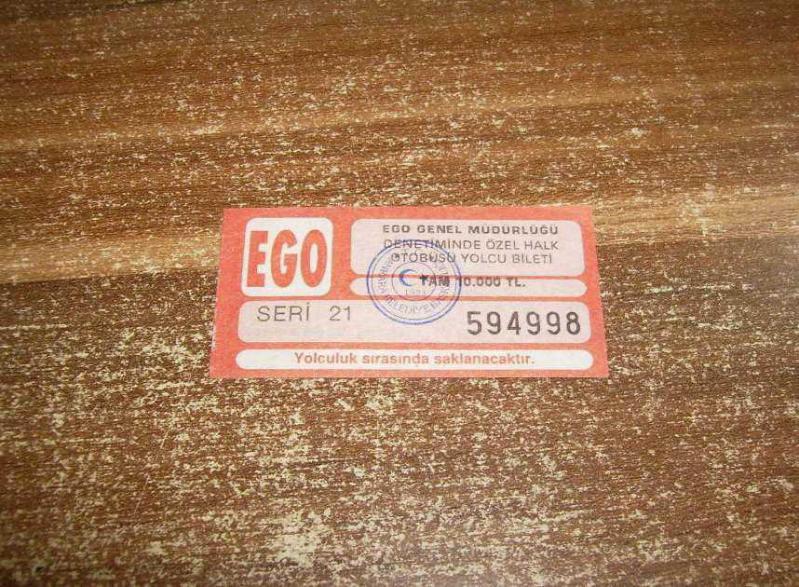 EGO
EGO GENEL MÜDÜRLÜĞÜ
DENETİMİNDE ÖZEL HALK
OTOBÜSÜ YOLCU BİLETİ
TAM 10.000 TL.
SERİ 21
594998
Yolculuk sırasında saklanacaktır.